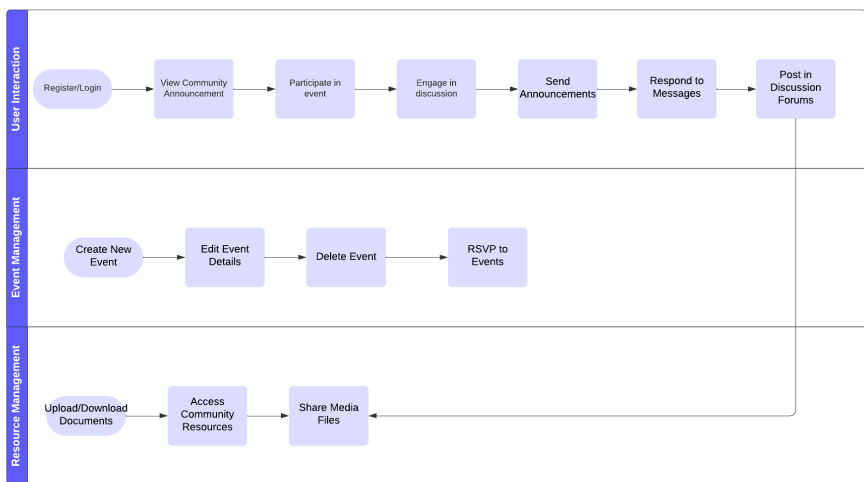 User Interaction
Register/Login
View Community
Announcement
Participate in
event
Engage in
discussion
Send
Announcements
Respond to
Messages
Post in
Discussion
Forums
Event Management
Create New
Event
Edit Event
Details
Delete Event
RSVP to
Events
Resource Management
Upload/Download
Documents
Access
Community
Resources
Share Media
Files